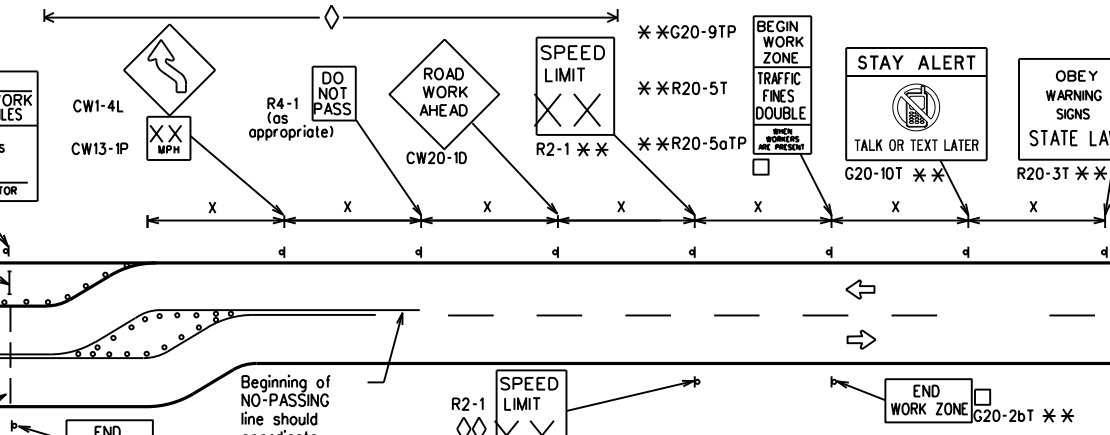 ORK
LES
S
TOR
CW1-4L
CW13-1P
X X
MPH
R4-1
(as
appropriate)
DO
NOT
PASS
ROAD
WORK
AHEAD
CW20-1D
SPEED
LIMIT
X X
R2-1 **
**G20-9TP
**R20-5T
**R20-5aTP
BEGIN
WORK
ZONE
TRAFFIC
FINES
DOUBLE
WHEN
WORKERS
ARE PRESENT
STAY ALERT
TALK OR TEXT LATER
G20-10T **
OBEY
WARNING
SIGNS
STATE LA
R20-3T **
X X X X X X X
Beginning of
NO-PASSING
line should
coordinate
R2-1
SPEED
LIMIT
X X
END
WORK ZONE
G20-2bT **
END